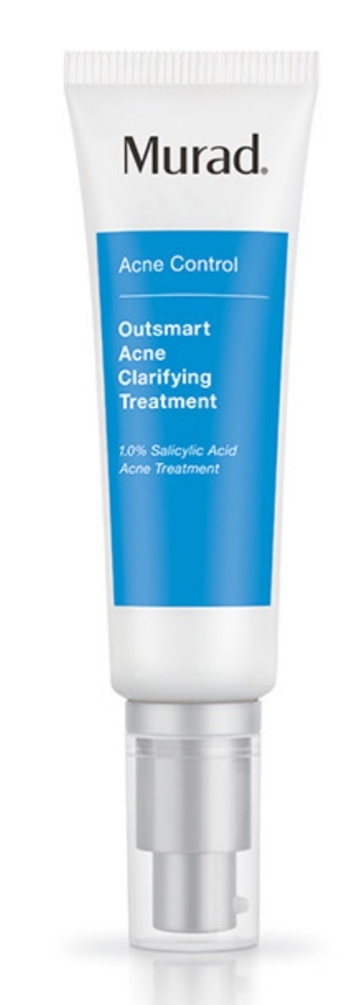 Murad.
Acne Control
Outsmart
Acne
Clarifying
Treatment
1.0% Salicylic Acid
Acne Treatment